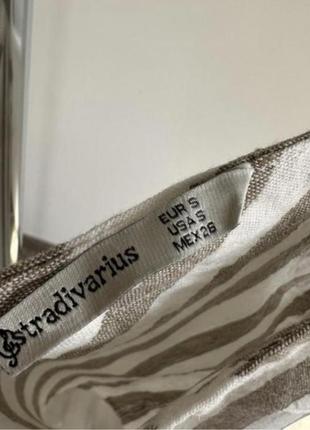 stradivarius
EUR S
USA S
MEX 26